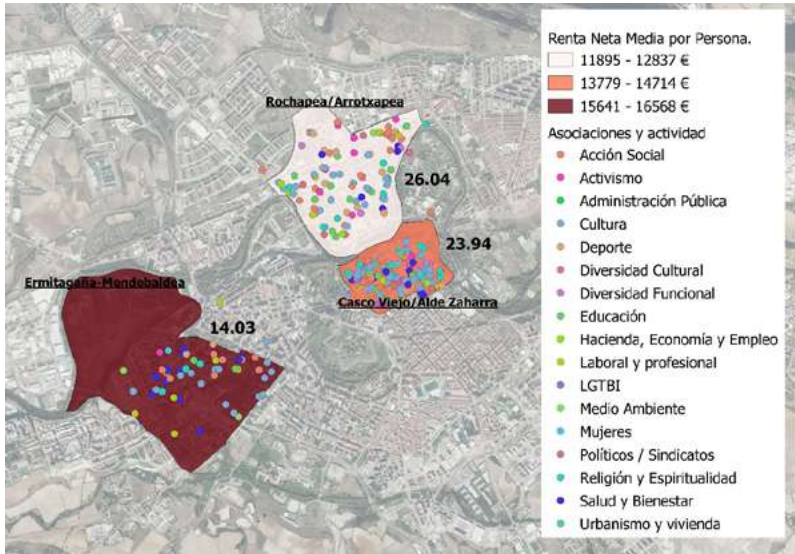 Renta Neta Media por Persona.
11895 - 12837 €
13779 - 14714 €
15641 - 16568 €
Asociaciones y actividad
Acción Social
Activismo
Administración Pública
Cultura
Deporte
Diversidad Cultural
Diversidad Funcional
Educación
Hacienda, Economía y Empleo
Laboral y profesional
LGTBI
Medio Ambiente
Mujeres
Políticos / Sindicatos
Religión y Espiritualidad
Salud y Bienestar
Urbanismo y vivienda
Rochapea/Arrotxapea
26.04
23.94
Casco Viejo/Alde Zaharra
Ermitagaña-Mendebaldea
14.03